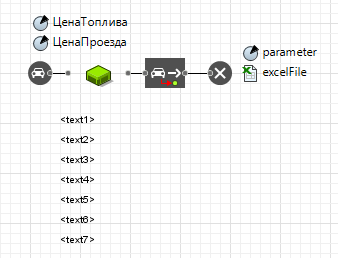 ЦенаТоплива
ЦенаПроезда
parameter
excelFile
<text1>
<text2>
<text3>
<text4>
<text5>
<text6>
<text7>